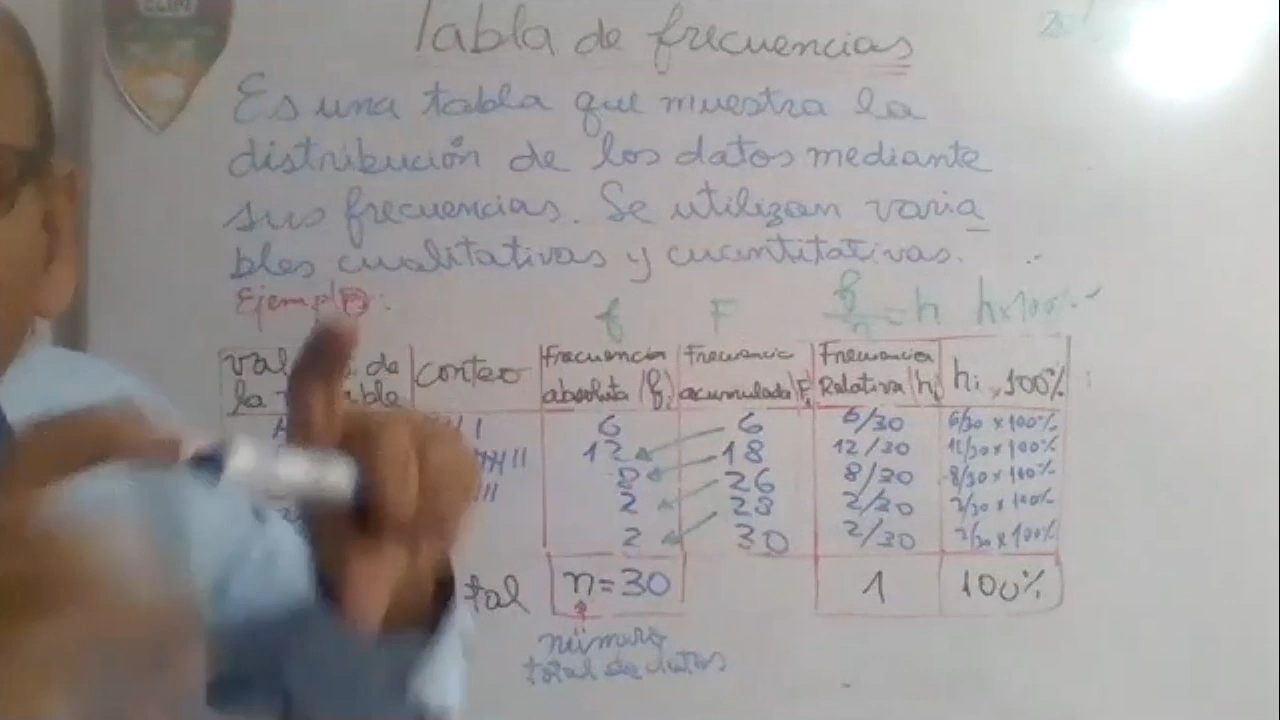 Tabla de frecuencias
Es una tabla que muestra la
distribución de los datos mediante
sus frecuencias. Se utilizan varia
bles cualitativas y cuantitativas.
Ejemplo:
f F f/n = h h×100%
conteo Frecuencia Frecuencia Frecuencia
absoluta (fi acumulada (Fi Relativa (hi hi × 100%
6 6 6/30 6/30 × 100%
12 18 12/30 12/30 × 100%
8 26 8/30 8/30 × 100%
2 28 2/30 2/30 × 100%
2 30 2/30 2/30 × 100%
tal n = 30 1 100%
número
total de datos